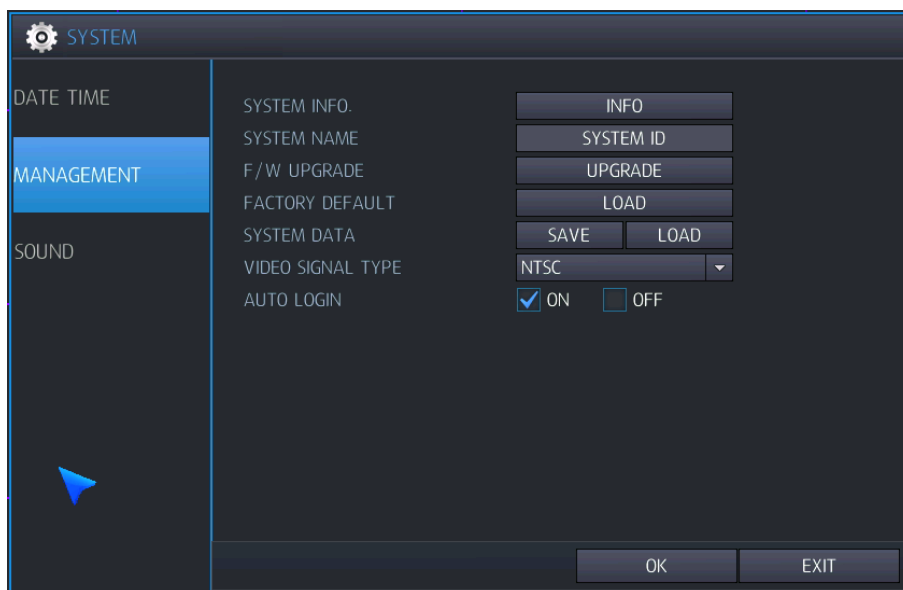 SYSTEM
DATE TIME
MANAGEMENT
SOUND
SYSTEM INFO. INFO
SYSTEM NAME SYSTEM ID
F/W UPGRADE UPGRADE
FACTORY DEFAULT LOAD
SYSTEM DATA SAVE LOAD
VIDEO SIGNAL TYPE NTSC
AUTO LOGIN ON OFF
OK EXIT